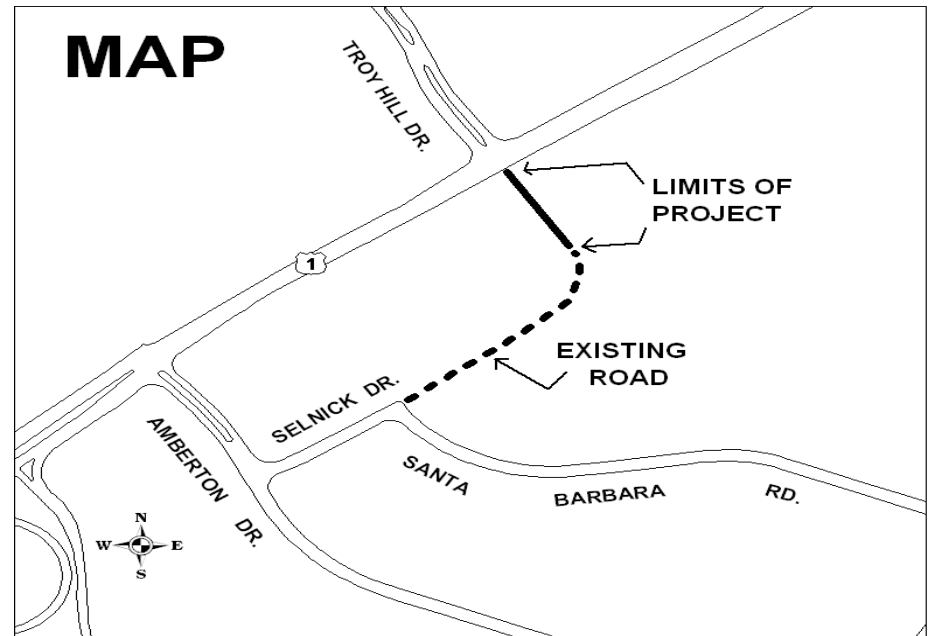 MAP
TROY HILL DR.
LIMITS OF
PROJECT
1
EXISTING
ROAD
SELNICK DR.
AMBERTON DR.
SANTA BARBARA RD.
N
W E
S